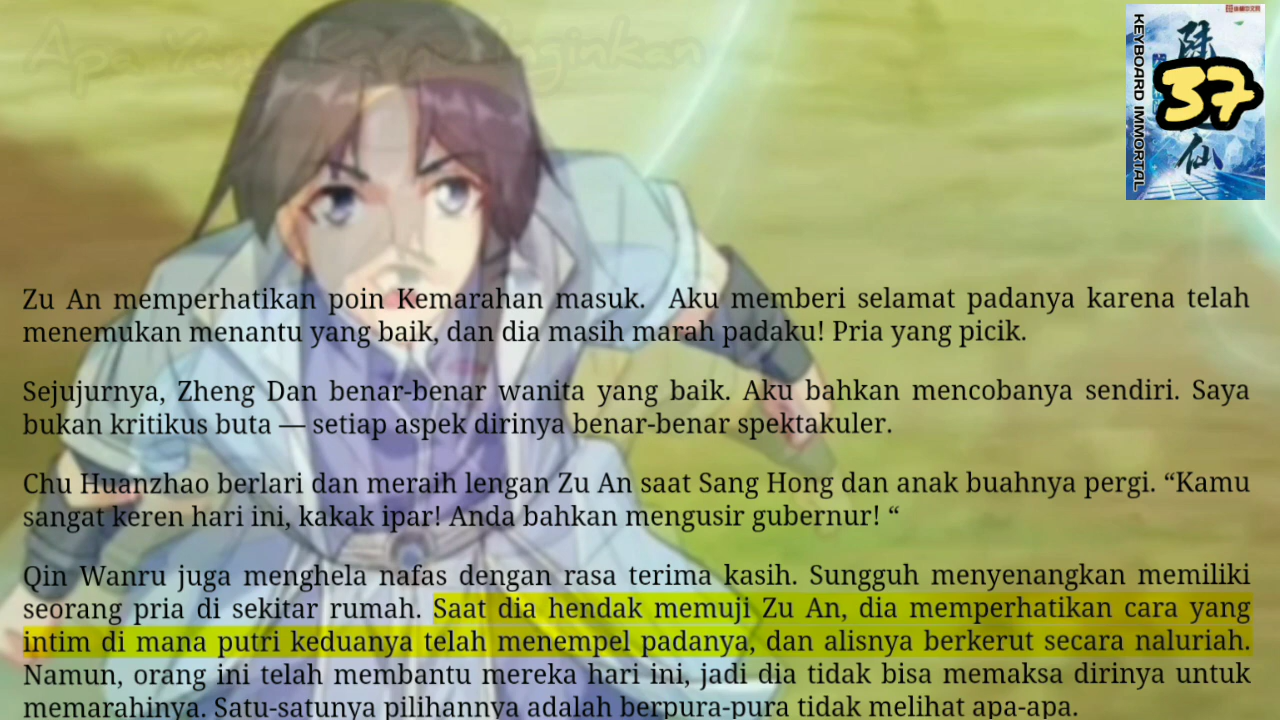 Apa Yang Kamu Inginkan
KEYBOARD IMMORTAL
37
仙
Zu An memperhatikan poin Kemarahan masuk. Aku memberi selamat padanya karena telah
menemukan menantu yang baik, dan dia masih marah padaku! Pria yang picik.
Sejujurnya, Zheng Dan benar-benar wanita yang baik. Aku bahkan mencobanya sendiri. Saya
bukan kritikus buta — setiap aspek dirinya benar-benar spektakuler.
Chu Huanzhao berlari dan meraih lengan Zu An saat Sang Hong dan anak buahnya pergi. “Kamu
sangat keren hari ini, kakak ipar! Anda bahkan mengusir gubernur! “
Qin Wanru juga menghela nafas dengan rasa terima kasih. Sungguh menyenangkan memiliki
seorang pria di sekitar rumah. Saat dia hendak memuji Zu An, dia memperhatikan cara yang
intim di mana putri keduanya telah menempel padanya, dan alisnya berkerut secara naluriah.
Namun, orang ini telah membantu mereka hari ini, jadi dia tidak bisa memaksa dirinya untuk
memarahinya. Satu-satunya pilihannya adalah berpura-pura tidak melihat apa-apa.